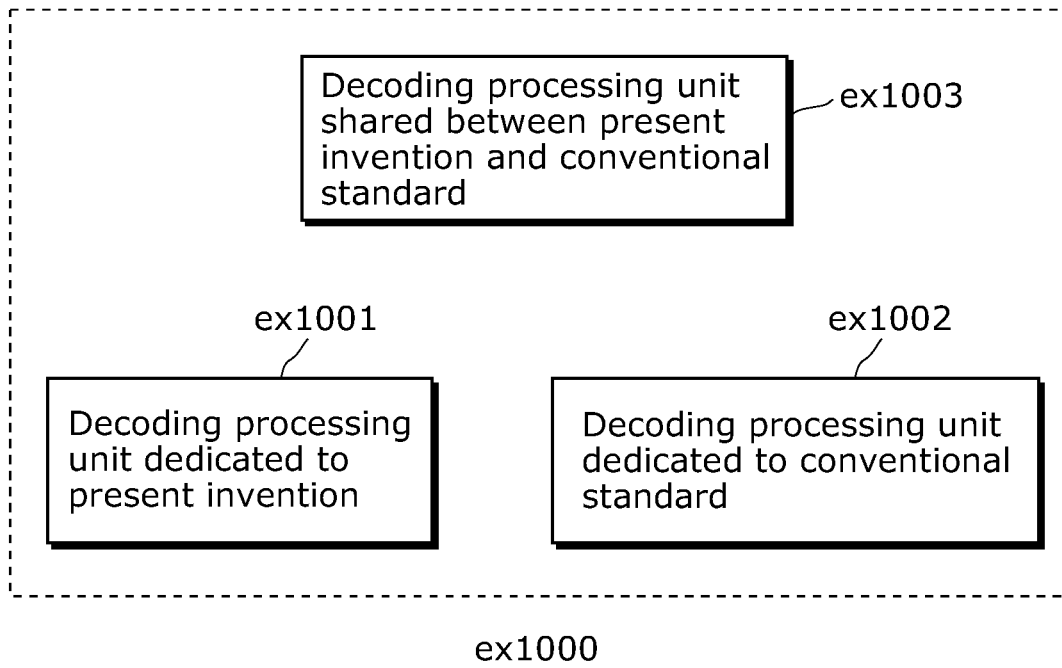 Decoding processing unit
shared between present
invention and conventional
standard
ex1003
ex1001
Decoding processing
unit dedicated to
present invention
ex1002
Decoding processing unit
dedicated to conventional
standard
ex1000